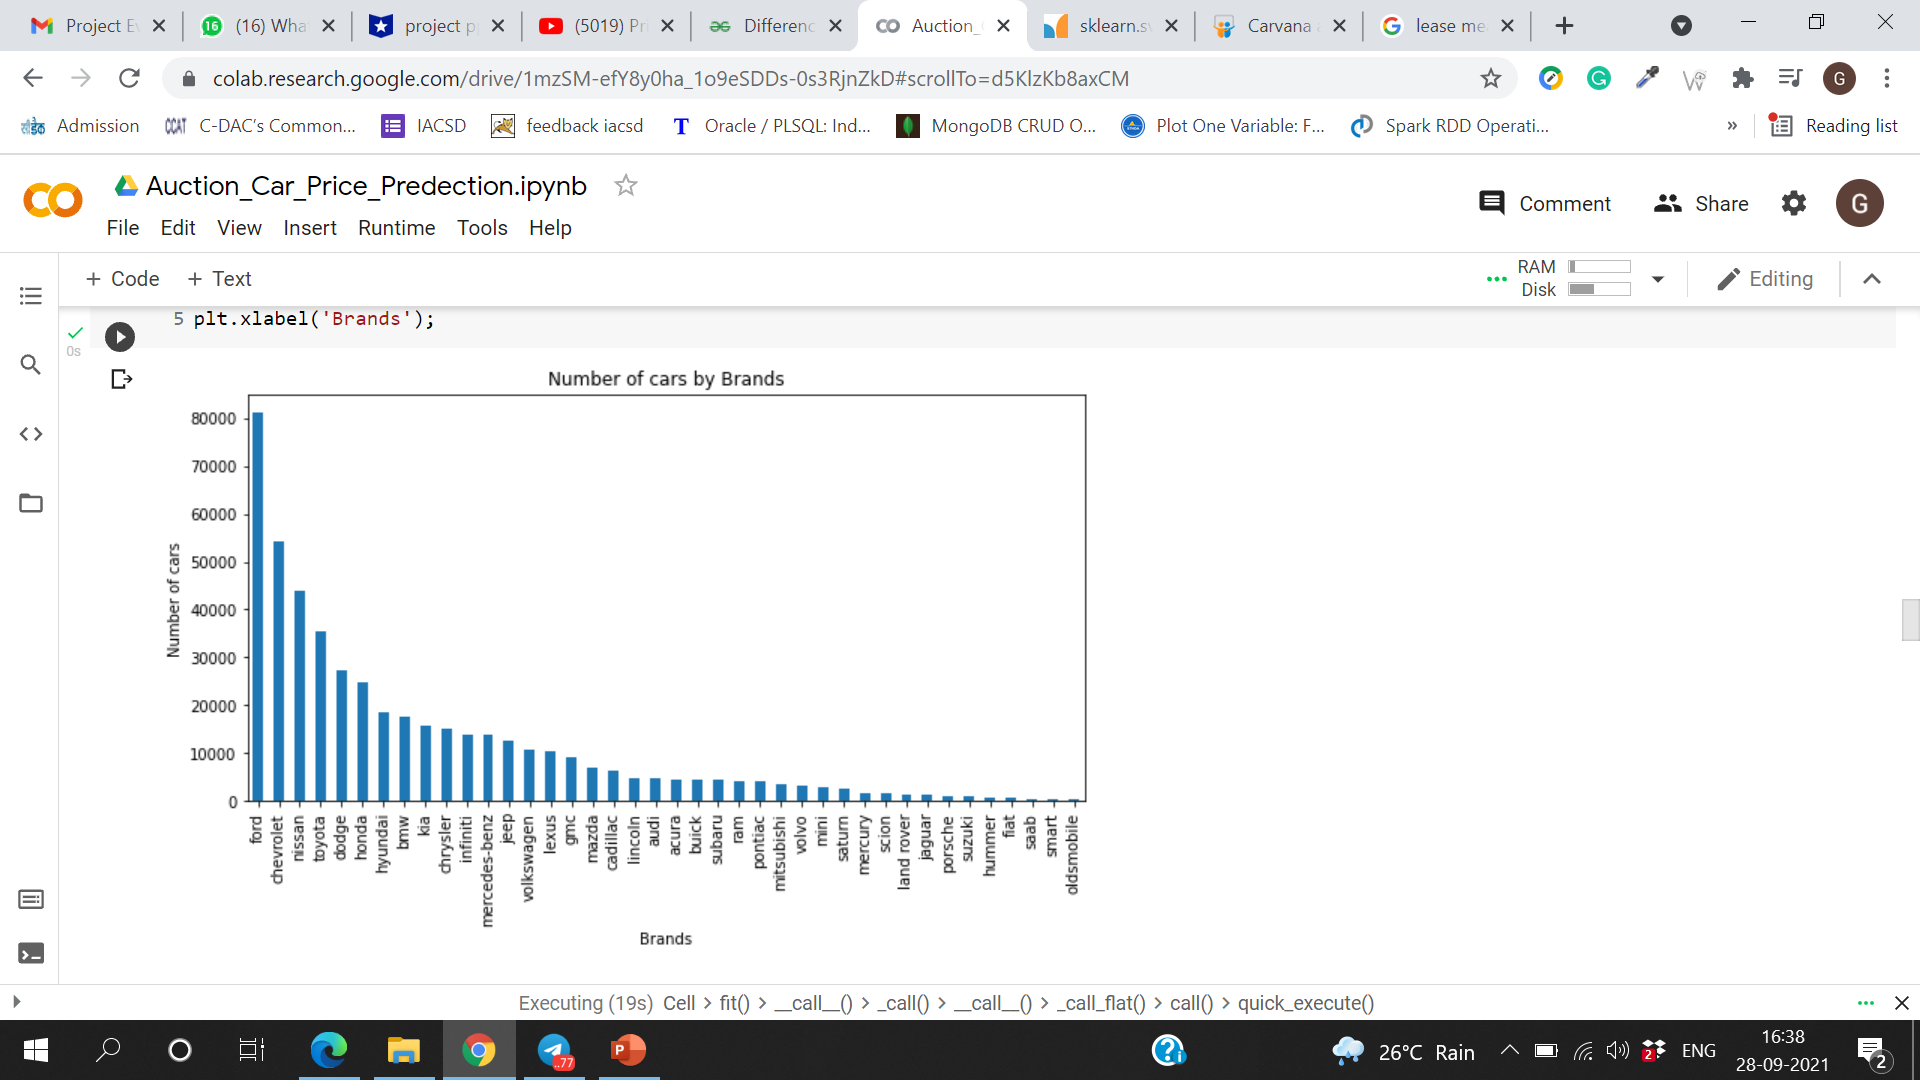 Project E
(16) Wha
project p
(5019) Pr
Differenc
Auction_
sklearn.s
Carvana
lease me
colab.research.google.com/drive/1mzSM-efY8y0ha_1o9eSDDs-0s3RjnZkD#scrollTo=d5KlzKb8axCM
G
Admission
CCAT C-DAC's Common...
IACSD
feedback iacsd
T Oracle / PLSQL: Ind...
MongoDB CRUD O...
Plot One Variable: F...
Spark RDD Operati...
»
Reading list
Auction_Car_Price_Predection.ipynb
Comment
Share
G
File Edit View Insert Runtime Tools Help
+ Code + Text
RAM
Disk
Editing
5 plt.xlabel('Brands');
0s
Number of cars by Brands
80000
70000
60000
50000
40000
30000
20000
10000
0
Number of cars
ford
chevrolet
nissan
toyota
dodge
honda
hyundai
bmw
kia
chrysler
infiniti
mercedes-benz
jeep
volkswagen
lexus
gmc
mazda
cadillac
lincoln
audi
acura
buick
subaru
ram
pontiac
mitsubishi
volvo
mini
saturn
mercury
scion
land rover
jaguar
porsche
suzuki
hummer
fiat
saab
smart
oldsmobile
Brands
Executing (19s) Cell > fit() > __call__() > _call() > __call__() > _call_flat() > call() > quick_execute()
..77
P
26°C Rain
2
ENG
16:38
28-09-2021
2